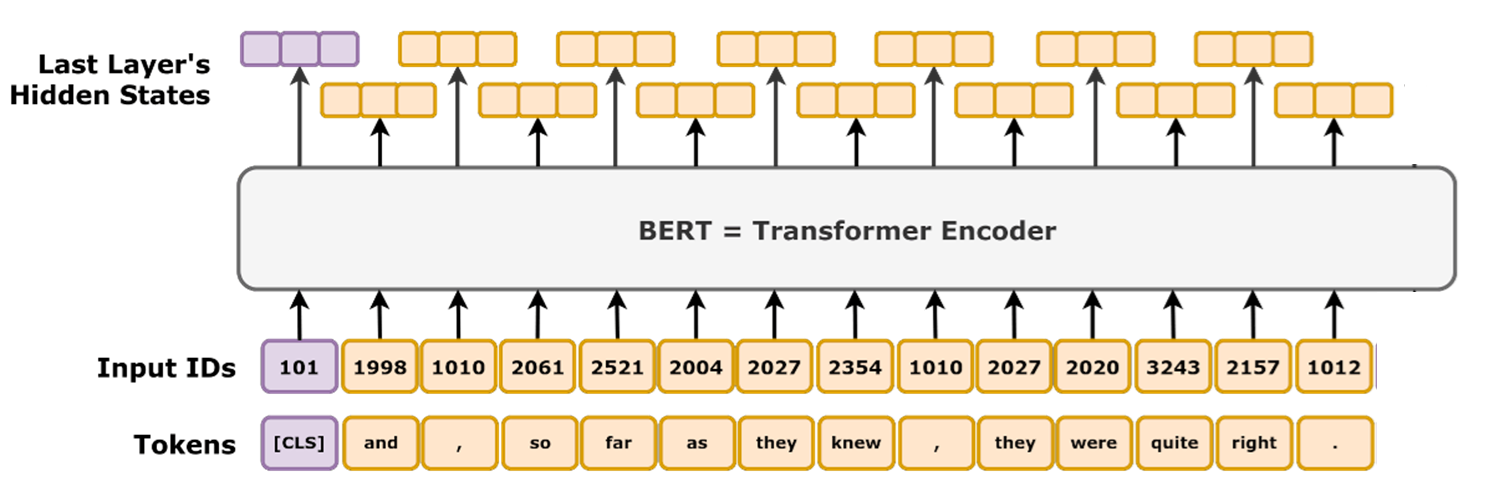 Last Layer's
Hidden States
BERT = Transformer Encoder
Input IDs 101 1998 1010 2061 2521 2004 2027 2354 1010 2027 2020 3243 2157 1012
Tokens [CLS] and , so far as they knew , they were quite right .